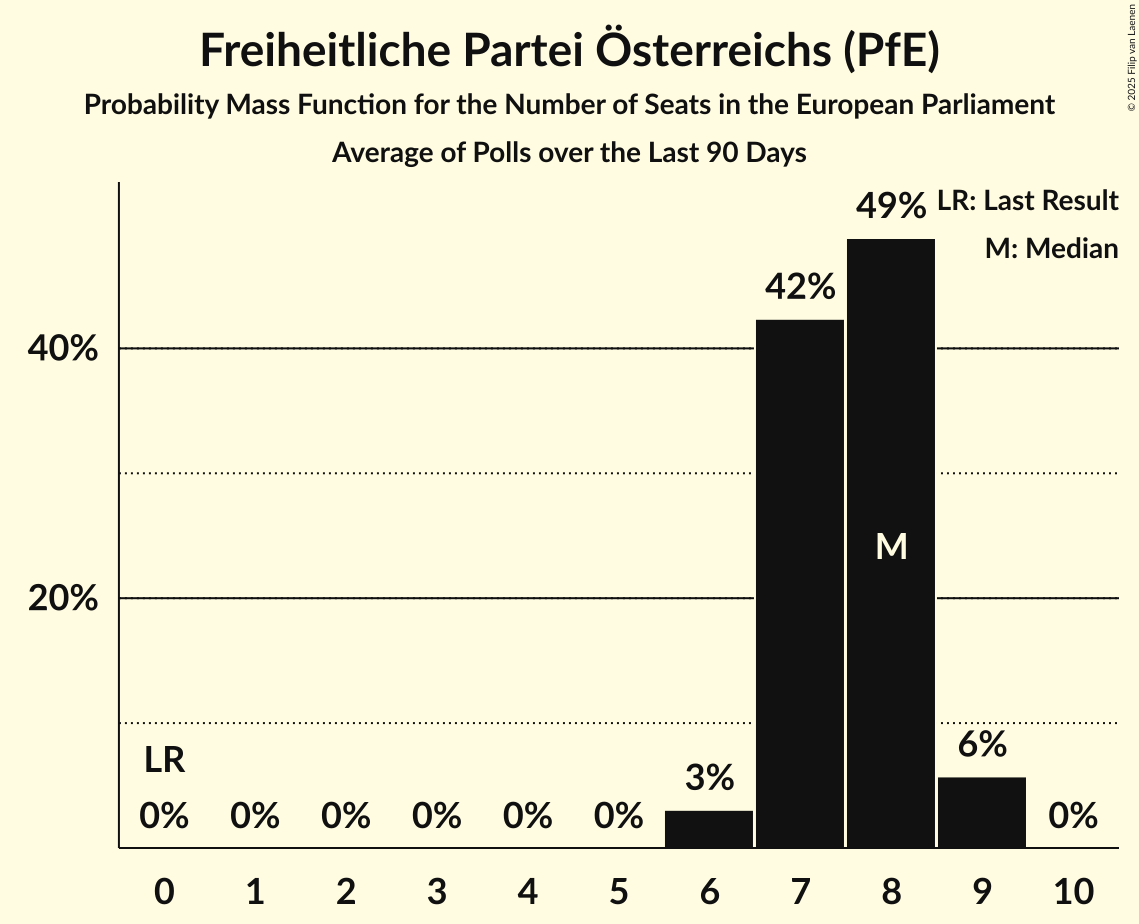 Freiheitliche Partei Österreichs (PfE)
Probability Mass Function for the Number of Seats in the European Parliament
Average of Polls over the Last 90 Days
© 2025 Filip van Laenen
LR: Last Result
M: Median
49%
42%
40%
M
20%
LR
6%
3%
0% 0% 0% 0% 0% 0% 0%
0 1 2 3 4 5 6 7 8 9 10